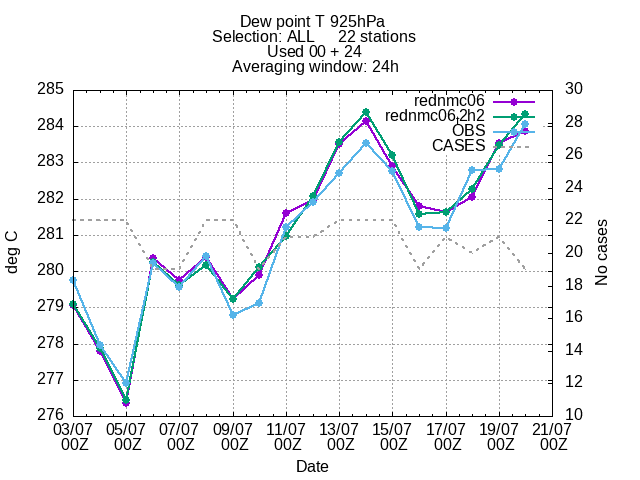 Dew point T 925hPa
Selection: ALL     22 stations
Used 00 + 24
Averaging window: 24h
285
284
283
282
281
280
279
278
277
276
deg C
30
28
26
24
22
20
18
16
14
12
10
No cases
rednmc06
rednmc06,2h2
OBS
CASES
03/07 05/07 07/07 09/07 11/07 13/07 15/07 17/07 19/07 21/07
00Z 00Z 00Z 00Z 00Z 00Z 00Z 00Z 00Z 00Z
Date